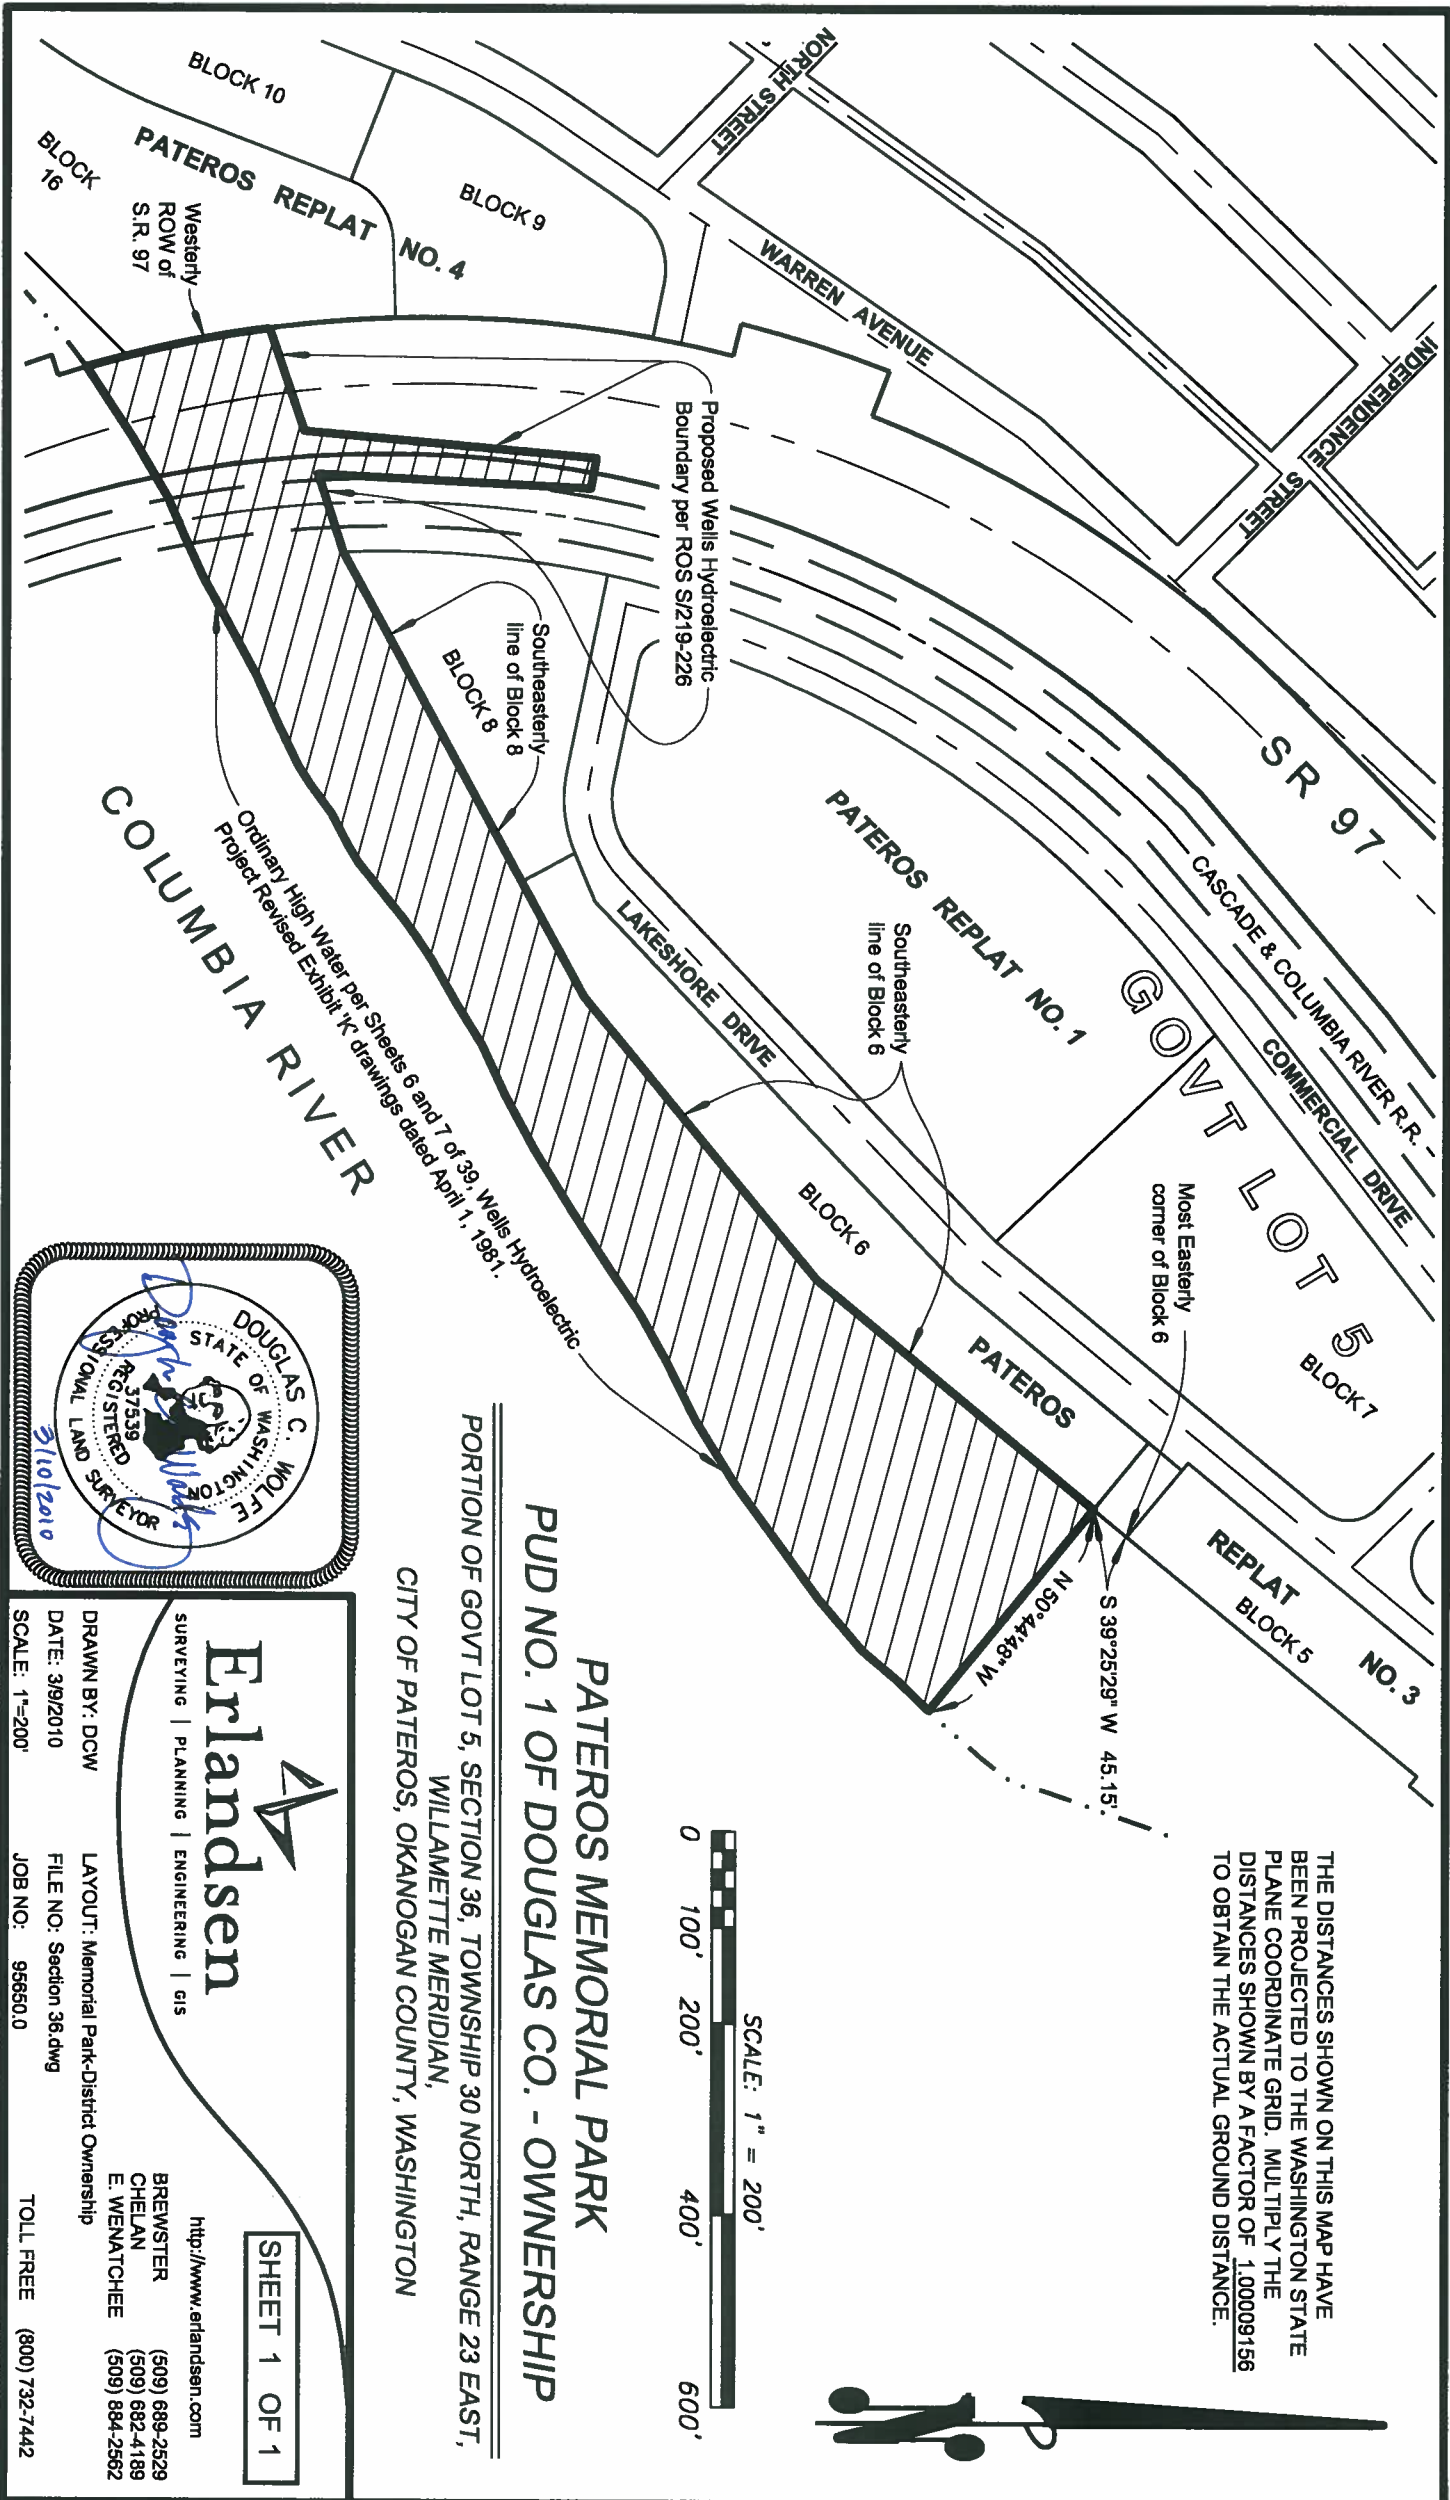 THE DISTANCES SHOWN ON THIS MAP HAVE
BEEN PROJECTED TO THE WASHINGTON STATE
PLANE COORDINATE GRID. MULTIPLY THE
DISTANCES SHOWN BY A FACTOR OF 1.00009156
TO OBTAIN THE ACTUAL GROUND DISTANCE.
INDEPENDENCE STREET
NORTH STREET
WARREN AVENUE
SR 97
CASCADE & COLUMBIA RIVER R.R.
COMMERCIAL DRIVE
GOVT LOT 5
BLOCK 7
Most Easterly
corner of Block 6
PATEROS REPLAT NO. 1
Southeasterly
line of Block 6
LAKESHORE DRIVE
BLOCK 6
PATEROS REPLAT NO. 3
BLOCK 5
S 39°25'29" W 45.15'
N 50°44'48" W
BLOCK 10
BLOCK 9
BLOCK
16
PATEROS REPLAT NO. 4
Westerly
ROW of
S.R. 97
Proposed Wells Hydroelectric
Boundary per ROS S/219-226
Southeasterly
line of Block 8
BLOCK 8
Ordinary High Water per Sheets 6 and 7 of 39, Wells Hydroelectric
Project Revised Exhibit 'K' drawings dated April 1, 1981.
COLUMBIA RIVER
SCALE: 1" = 200'
0 100' 200' 400' 600'
PATEROS MEMORIAL PARK
PUD NO. 1 OF DOUGLAS CO. - OWNERSHIP
PORTION OF GOVT LOT 5, SECTION 36, TOWNSHIP 30 NORTH, RANGE 23 EAST,
WILLAMETTE MERIDIAN,
CITY OF PATEROS, OKANOGAN COUNTY, WASHINGTON
DOUGLAS C. WOLFE
STATE OF WASHINGTON
37539
REGISTERED
PROFESSIONAL LAND SURVEYOR
3/10/2010
Erlandsen
SURVEYING | PLANNING | ENGINEERING | GIS
SHEET 1 OF 1
http://www.erlandsen.com
BREWSTER (509) 689-2529
CHELAN (509) 682-4189
E. WENATCHEE (509) 884-2562
TOLL FREE (800) 732-7442
DRAWN BY: DCW LAYOUT: Memorial Park-District Ownership
DATE: 3/9/2010 FILE NO: Section 36.dwg
SCALE: 1"=200' JOB NO: 95650.0